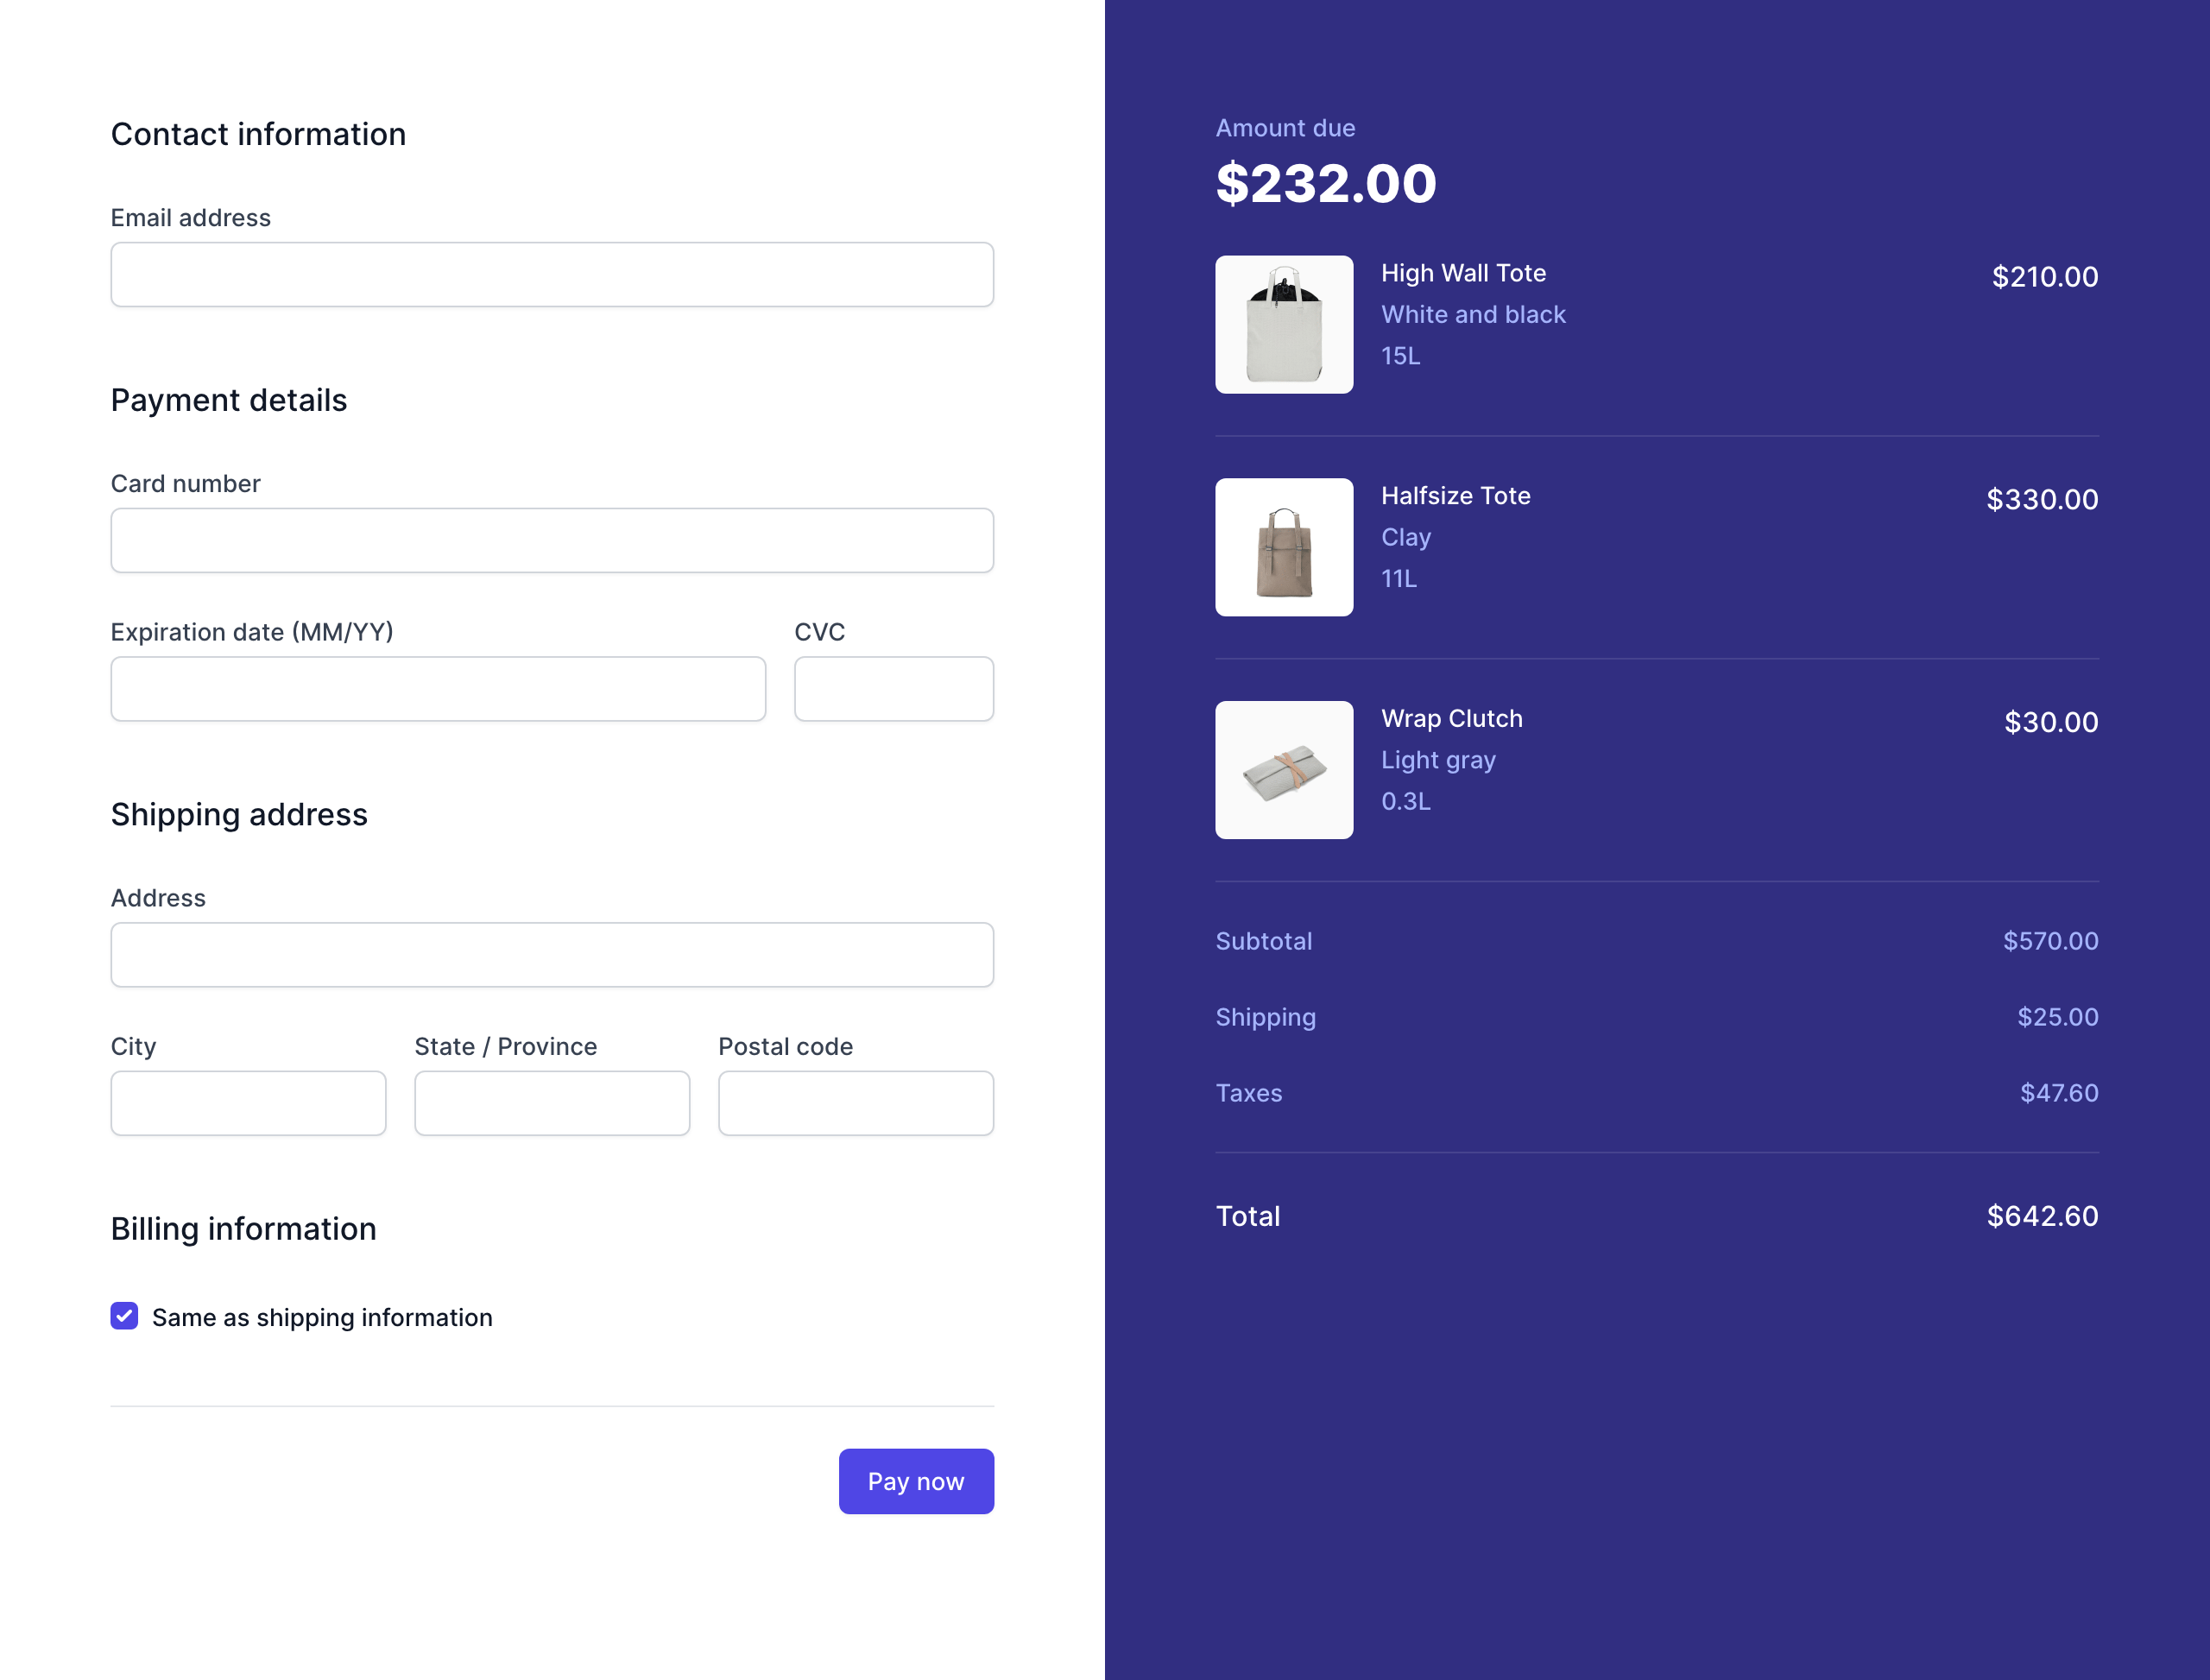 Contact information
Email address
Payment details
Card number
Expiration date (MM/YY) CVC
Shipping address
Address
City State / Province Postal code
Billing information
Same as shipping information
Pay now
Amount due
$232.00
High Wall Tote $210.00
White and black
15L
Halfsize Tote $330.00
Clay
11L
Wrap Clutch $30.00
Light gray
0.3L
Subtotal $570.00
Shipping $25.00
Taxes $47.60
Total $642.60